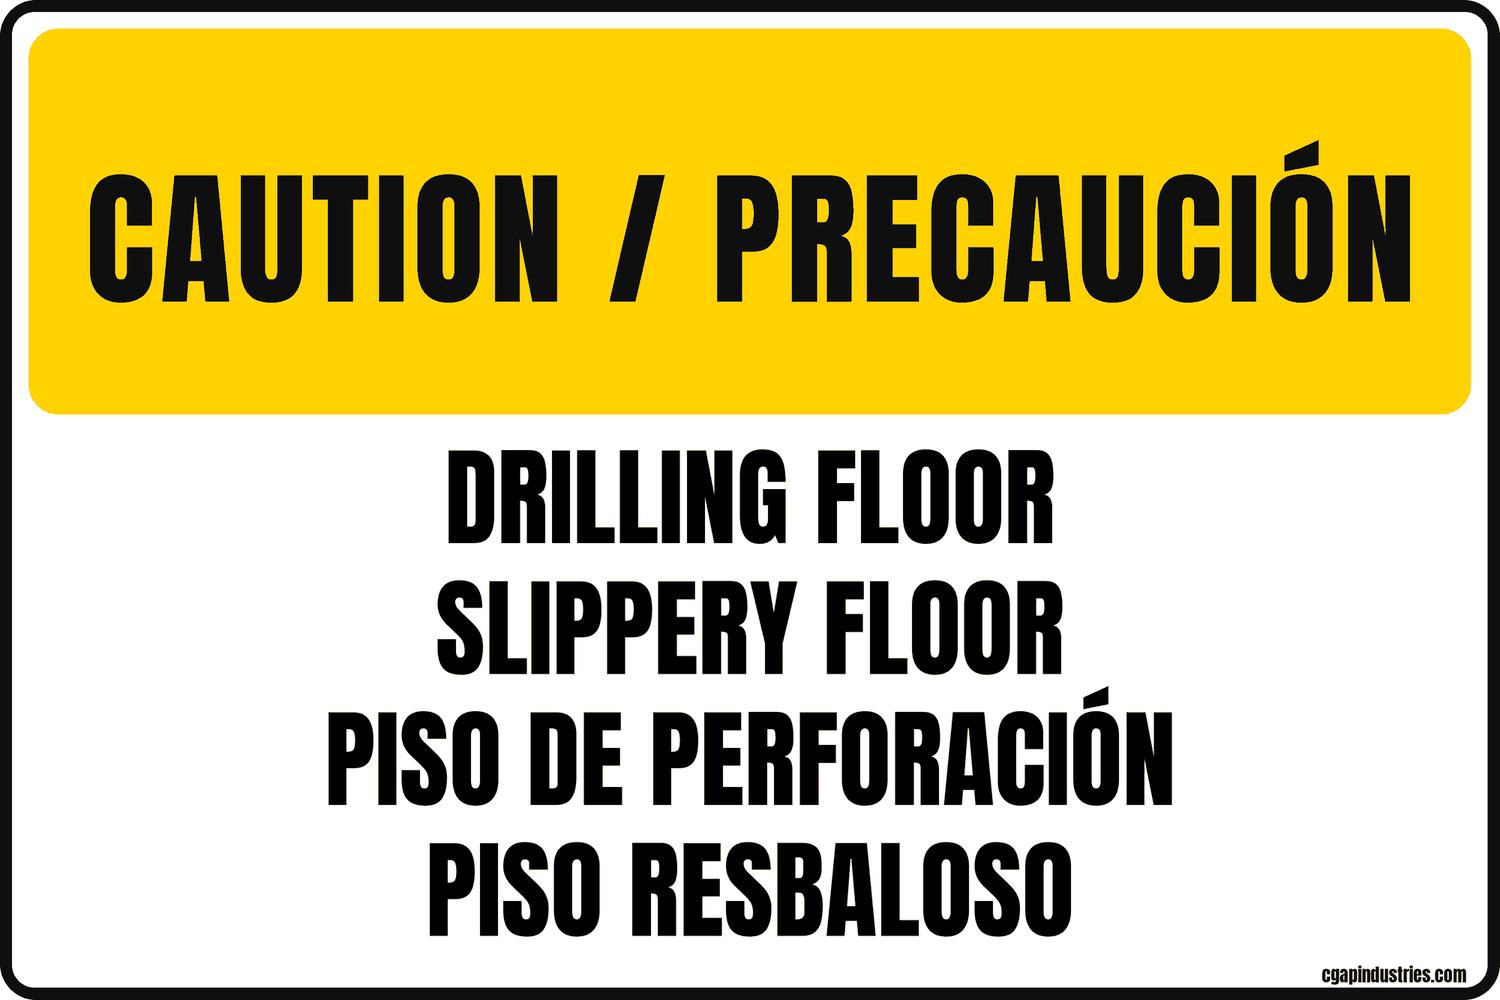 CAUTION / PRECAUCIÓN
DRILLING FLOOR
SLIPPERY FLOOR
PISO DE PERFORACIÓN
PISO RESBALOSO
cgapindustries.com